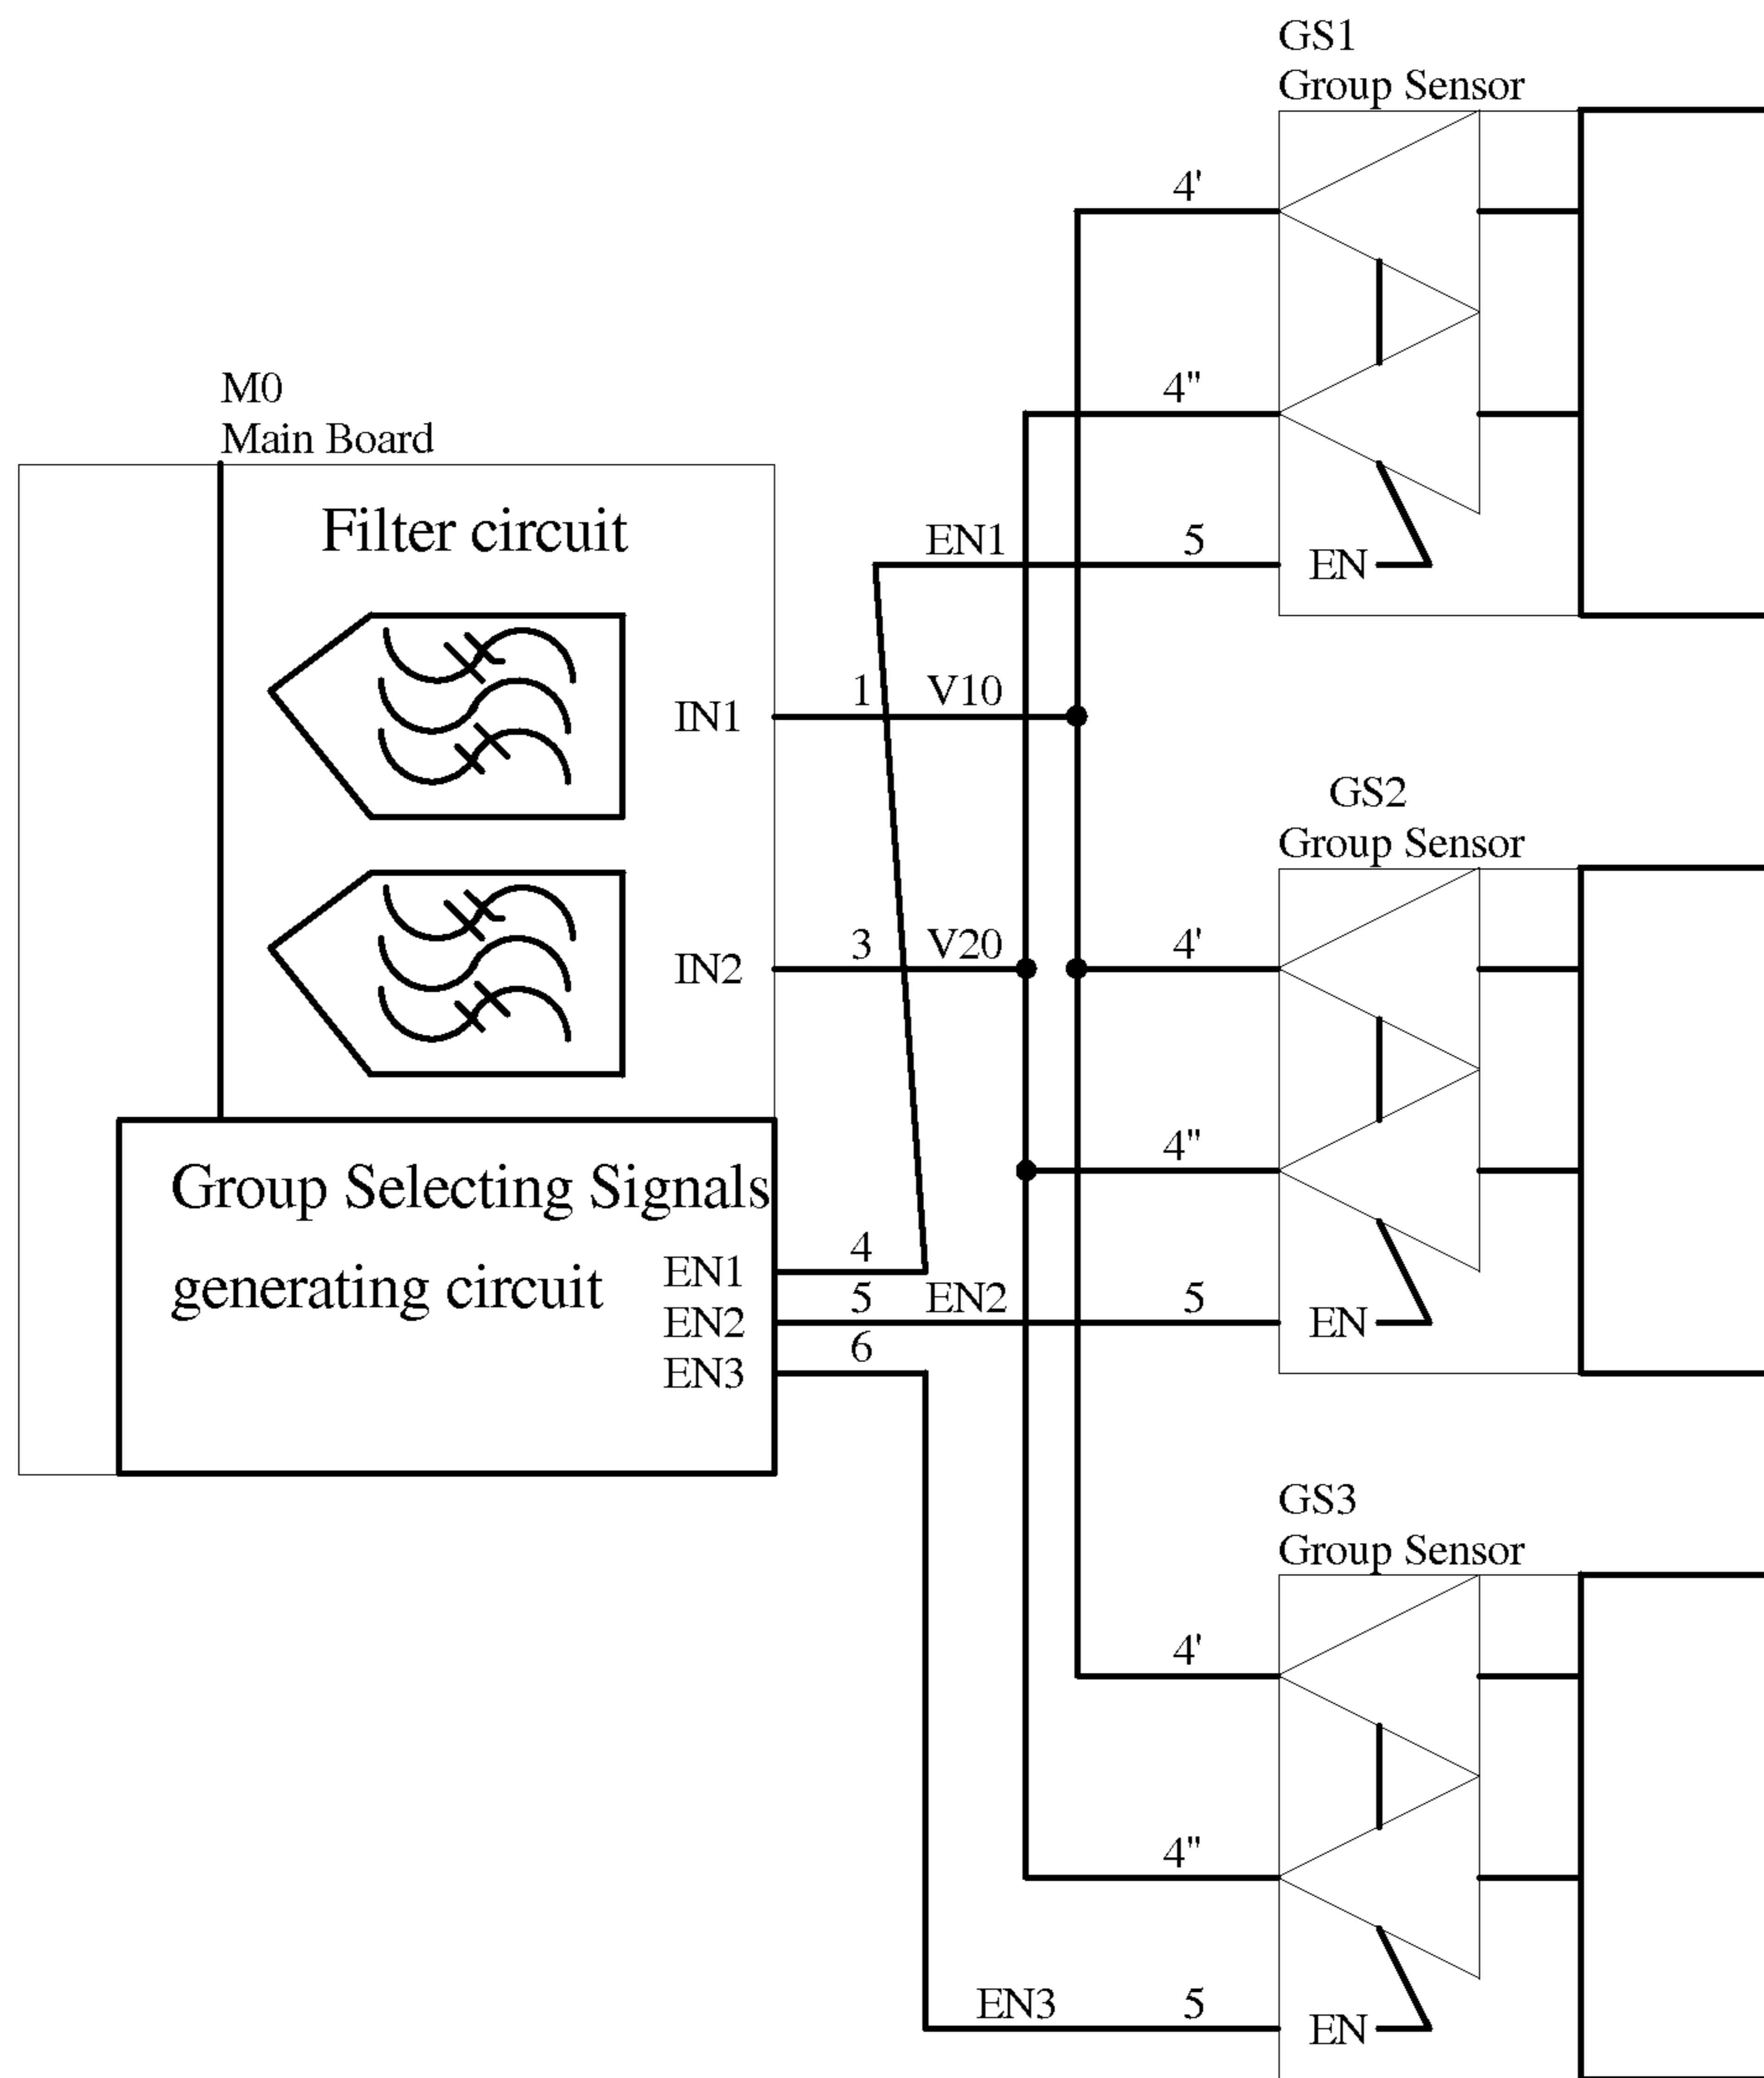 GS1
Group Sensor
4'
4"
EN1
5
EN
M0
Main Board
Filter circuit
IN1
1
V10
IN2
3
V20
GS2
Group Sensor
4'
4"
Group Selecting Signals
generating circuit
EN1
4
EN2
5
EN2
5
EN
EN3
6
GS3
Group Sensor
4'
4"
EN3
5
EN